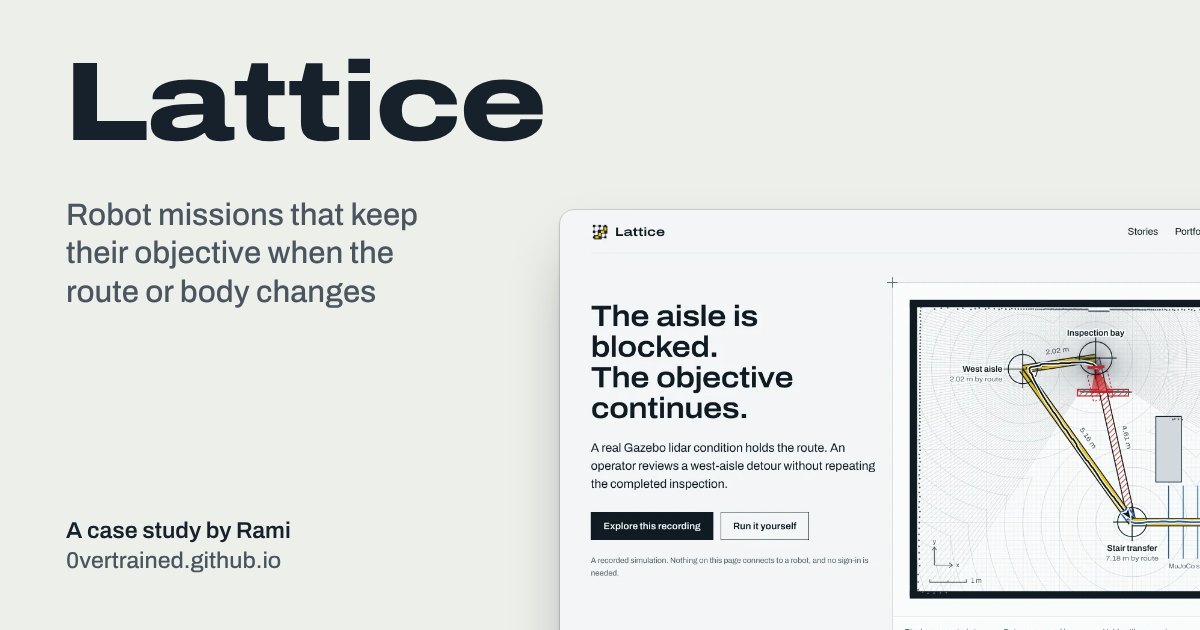 Lattice
Robot missions that keep
their objective when the
route or body changes
A case study by Rami
0vertrained.github.io
Lattice
Stories
The aisle is
blocked.
The objective
continues.
A real Gazebo lidar condition holds the route. An
operator reviews a west-aisle detour without repeating
the completed inspection.
Explore this recording
Run it yourself
A recorded simulation. Nothing on this page connects to a robot, and no sign-in is
needed.
Inspection bay
2.02 m
West aisle
2.02 m by route
5.16 m
4.61 m
Stair transfer
7.18 m by route
y
x
1 m